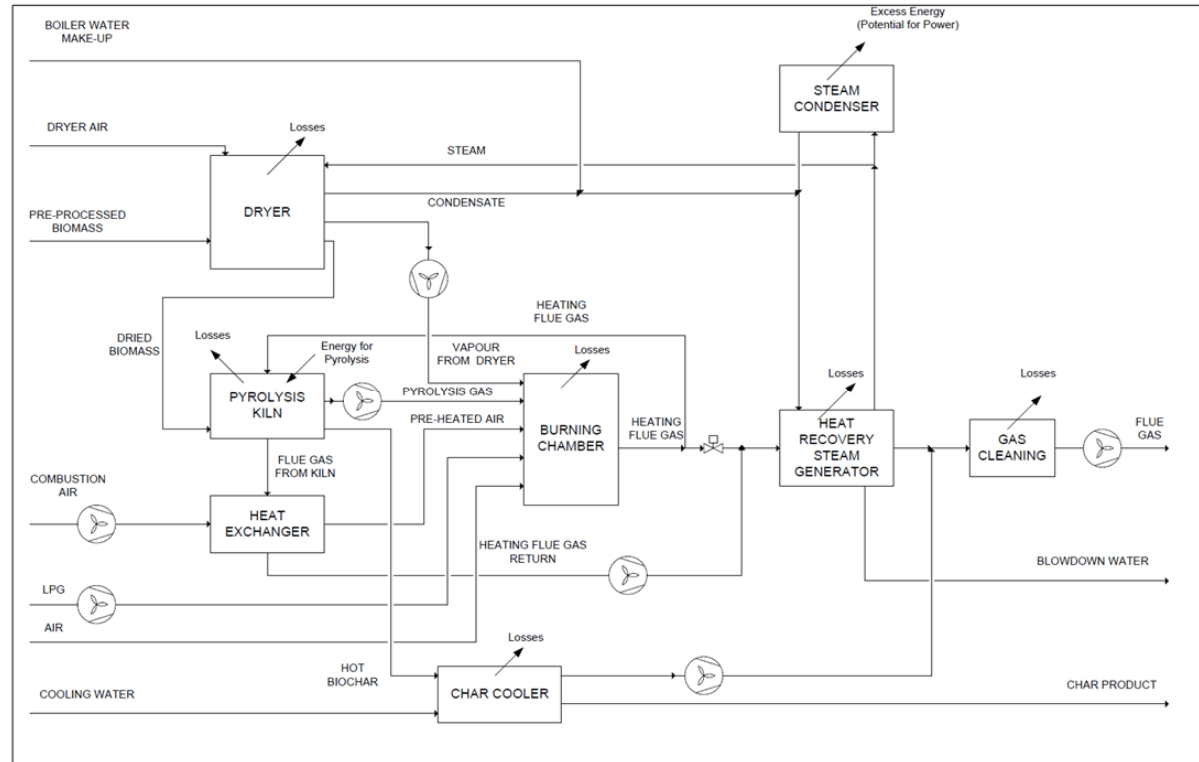 Excess Energy
(Potential for Power)
BOILER WATER
MAKE-UP
STEAM
CONDENSER
DRYER AIR
Losses
STEAM
CONDENSATE
DRYER
PRE-PROCESSED
BIOMASS
HEATING
FLUE GAS
DRIED
BIOMASS
Losses
Energy for
Pyrolysis
VAPOUR
FROM DRYER
Losses
Losses
Losses
PYROLYSIS
KILN
PYROLYSIS GAS
PRE-HEATED AIR
BURNING
CHAMBER
HEATING
FLUE GAS
HEAT
RECOVERY
STEAM
GENERATOR
GAS
CLEANING
FLUE
GAS
FLUE GAS
FROM KILN
COMBUSTION
AIR
HEAT
EXCHANGER
HEATING FLUE GAS
RETURN
BLOWDOWN WATER
LPG
AIR
Losses
HOT
BIOCHAR
CHAR COOLER
COOLING WATER
CHAR PRODUCT